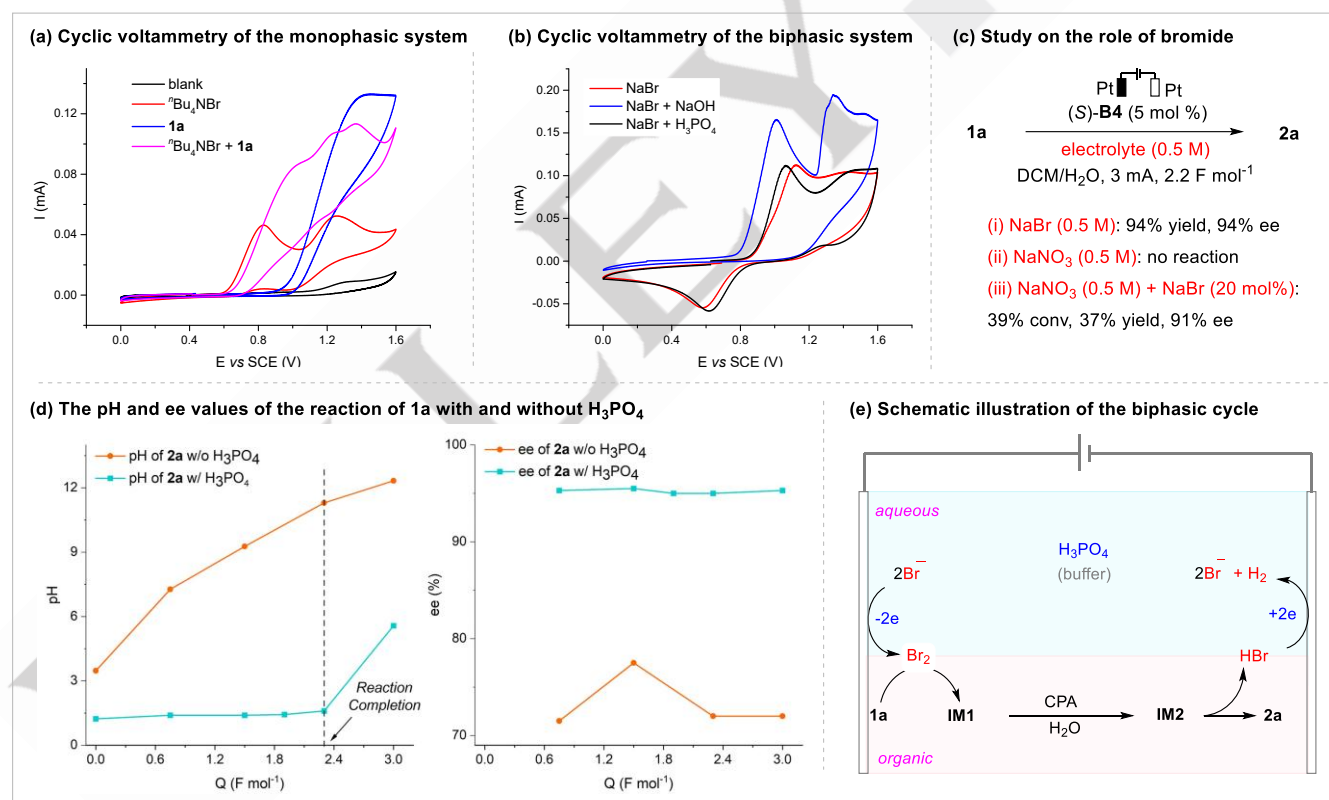 (a) Cyclic voltammetry of the monophasic system
blank
ⁿBu₄NBr
1a
ⁿBu₄NBr + 1a
I (mA)
0.12
0.08
0.04
0.00
0.0 0.4 0.8 1.2 1.6
E vs SCE (V)
(b) Cyclic voltammetry of the biphasic system
NaBr
NaBr + NaOH
NaBr + H₃PO₄
I (mA)
0.20
0.15
0.10
0.05
0.00
-0.05
0.0 0.4 0.8 1.2 1.6
E vs SCE (V)
(c) Study on the role of bromide
Pt Pt
(S)-B4 (5 mol %)
1a 2a
electrolyte (0.5 M)
DCM/H₂O, 3 mA, 2.2 F mol⁻¹
(i) NaBr (0.5 M): 94% yield, 94% ee
(ii) NaNO₃ (0.5 M): no reaction
(iii) NaNO₃ (0.5 M) + NaBr (20 mol%):
39% conv, 37% yield, 91% ee
(d) The pH and ee values of the reaction of 1a with and without H₃PO₄
pH of 2a w/o H₃PO₄
pH of 2a w/ H₃PO₄
pH
12
9
6
3
0
Reaction
Completion
0.0 0.6 1.2 1.8 2.4 3.0
Q (F mol⁻¹)
ee of 2a w/o H₃PO₄
ee of 2a w/ H₃PO₄
ee (%)
100
90
80
70
0.0 0.6 1.2 1.8 2.4 3.0
Q (F mol⁻¹)
(e) Schematic illustration of the biphasic cycle
aqueous
H₃PO₄
(buffer)
2Br⁻ 2Br⁻ + H₂
-2e +2e
Br₂ HBr
1a IM1 CPA IM2 2a
H₂O
organic